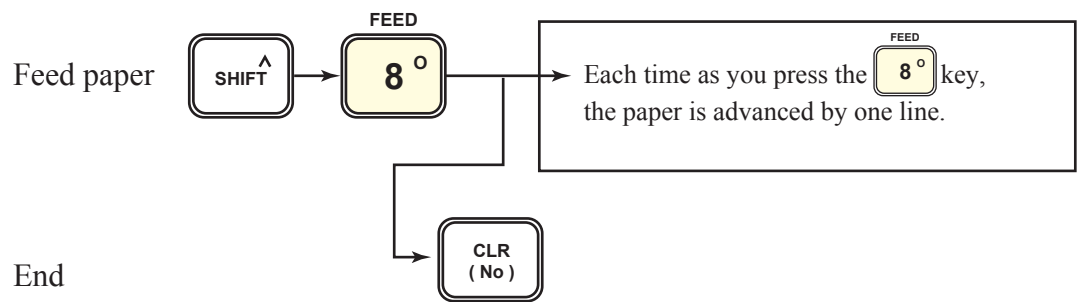 FEED
Feed paper
SHIFT ^
8 O
FEED
Each time as you press the 8 O key,
the paper is advanced by one line.
CLR
( No )
End